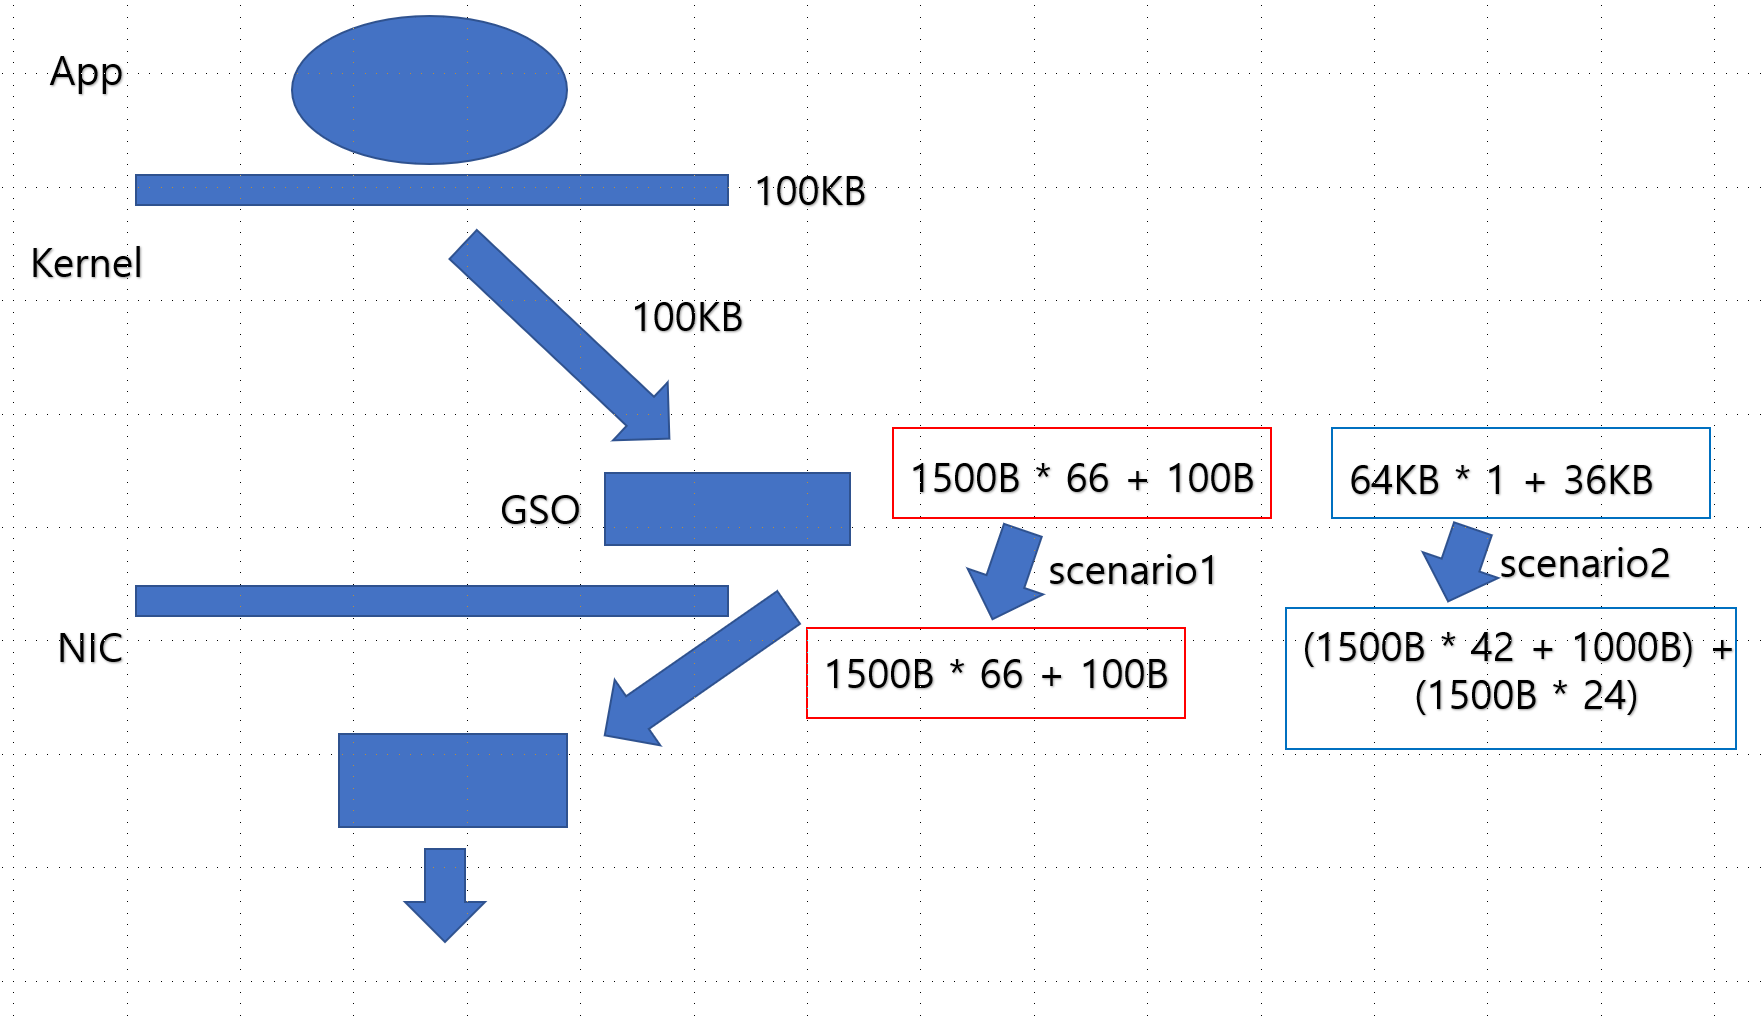 App
100KB
Kernel
100KB
GSO
1500B * 66 + 100B
64KB * 1 + 36KB
scenario1
scenario2
NIC
1500B * 66 + 100B
(1500B * 42 + 1000B) +
(1500B * 24)